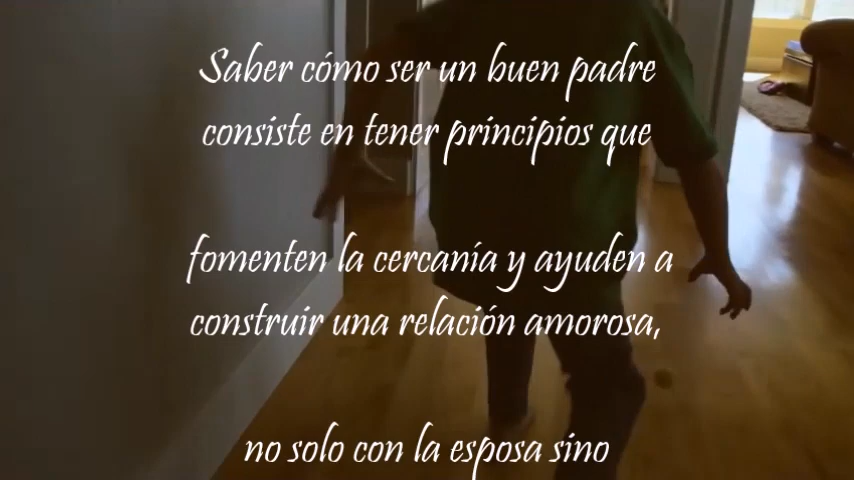 Saber cómo ser un buen padre
consiste en tener principios que
fomenten la cercanía y ayuden a
construir una relación amorosa,
no solo con la esposa sino